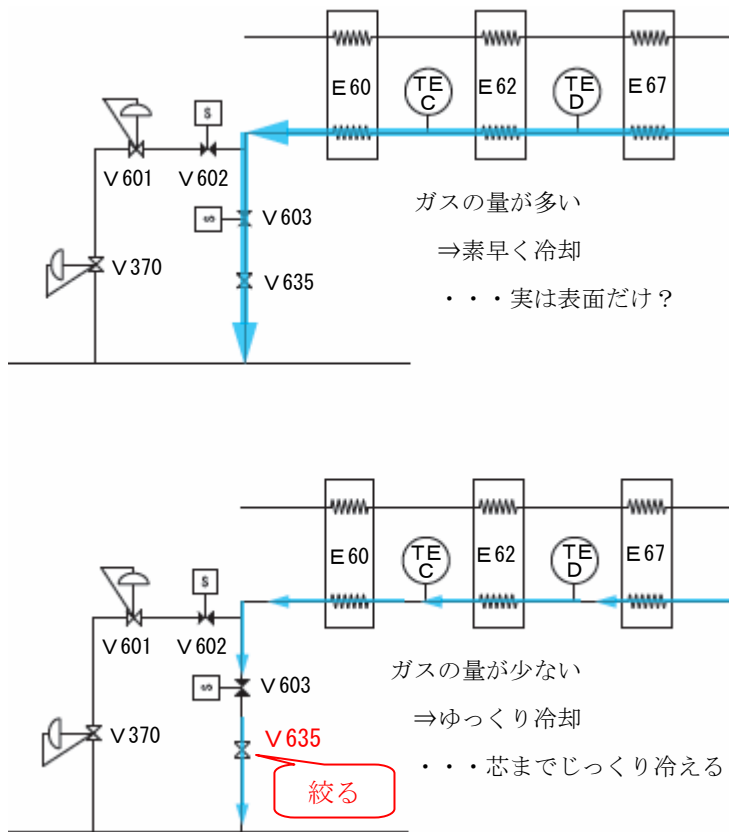 E60
TE
C
E62
TE
D
E67
S
V601
V602
ガスの量が多い
S
V603
⇒素早く冷却
V370
V635
・・・実は表面だけ？
E60
TE
C
E62
TE
D
E67
S
V601
V602
ガスの量が少ない
S
V603
⇒ゆっくり冷却
V370
V635
・・・芯までじっくり冷える
絞る